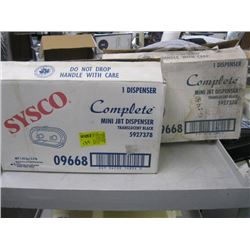 DO NOT DROP
HANDLE WITH CARE
1 DISPENSER
SYSCO
Complete
MINI JBT DISPENSER
TRANSLUCENT BLACK
5927378
09668
1 DISPENSER
Complete
MINI JBT DISPENSER
TRANSLUCENT BLACK
5927378
9668